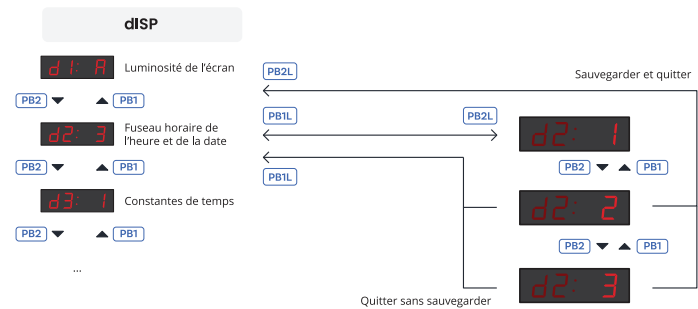 dISP
d1: A
Luminosité de l'écran
PB2L
Sauvegarder et quitter
PB2
PB1
PB1L
PB2L
d2: 3
Fuseau horaire de
l'heure et de la date
d2: 1
PB2
PB1
PB1L
PB2
PB1
d3: 1
Constantes de temps
d2: 2
PB2
PB1
PB2
PB1
...
d2: 3
Quitter sans sauvegarder